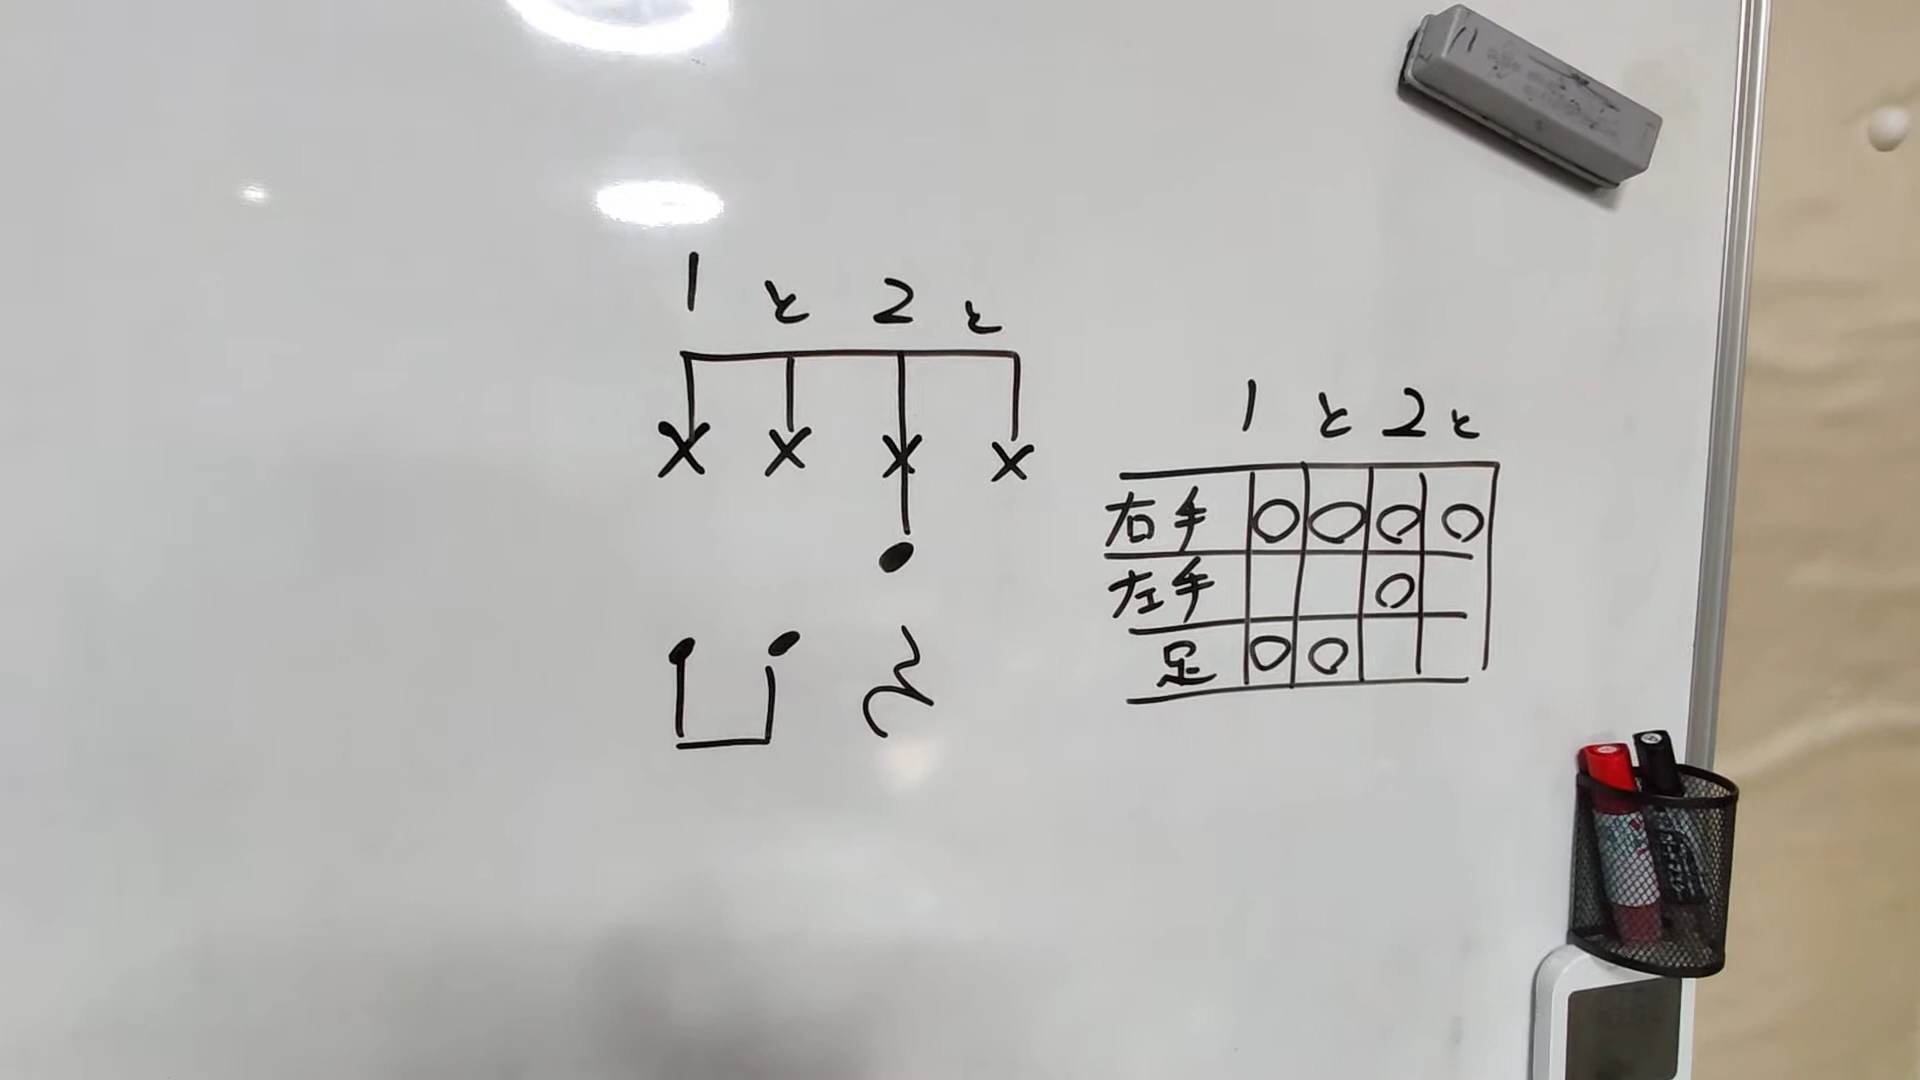 1 と 2 と
1 と 2 と
右手 ○ ○ ○ ○
左手 ○
足 ○ ○